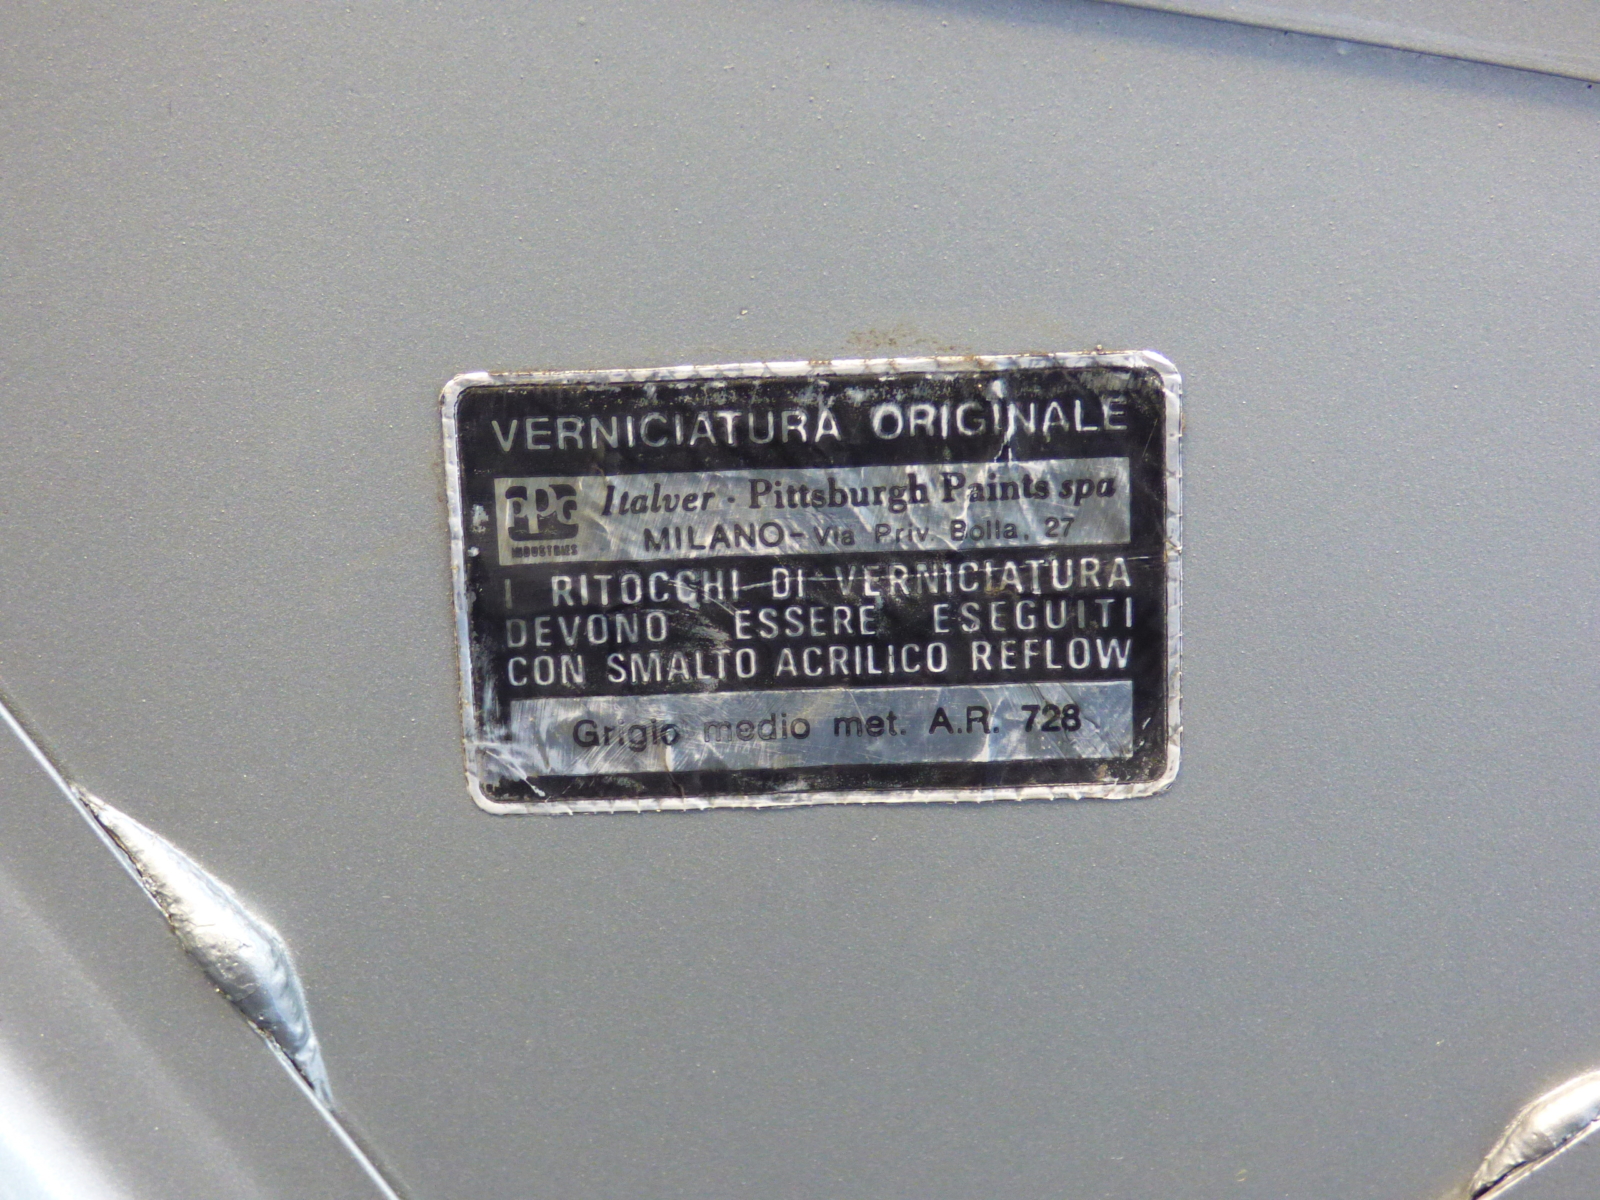 VERNICIATURA ORIGINALE
PPG
INDUSTRIES
Italver - Pittsburgh Paints spa
MILANO - Via Priv. Bolla, 27
I RITOCCHI DI VERNICIATURA
DEVONO ESSERE ESEGUITI
CON SMALTO ACRILICO REFLOW
Grigio medio met. A.R. 728